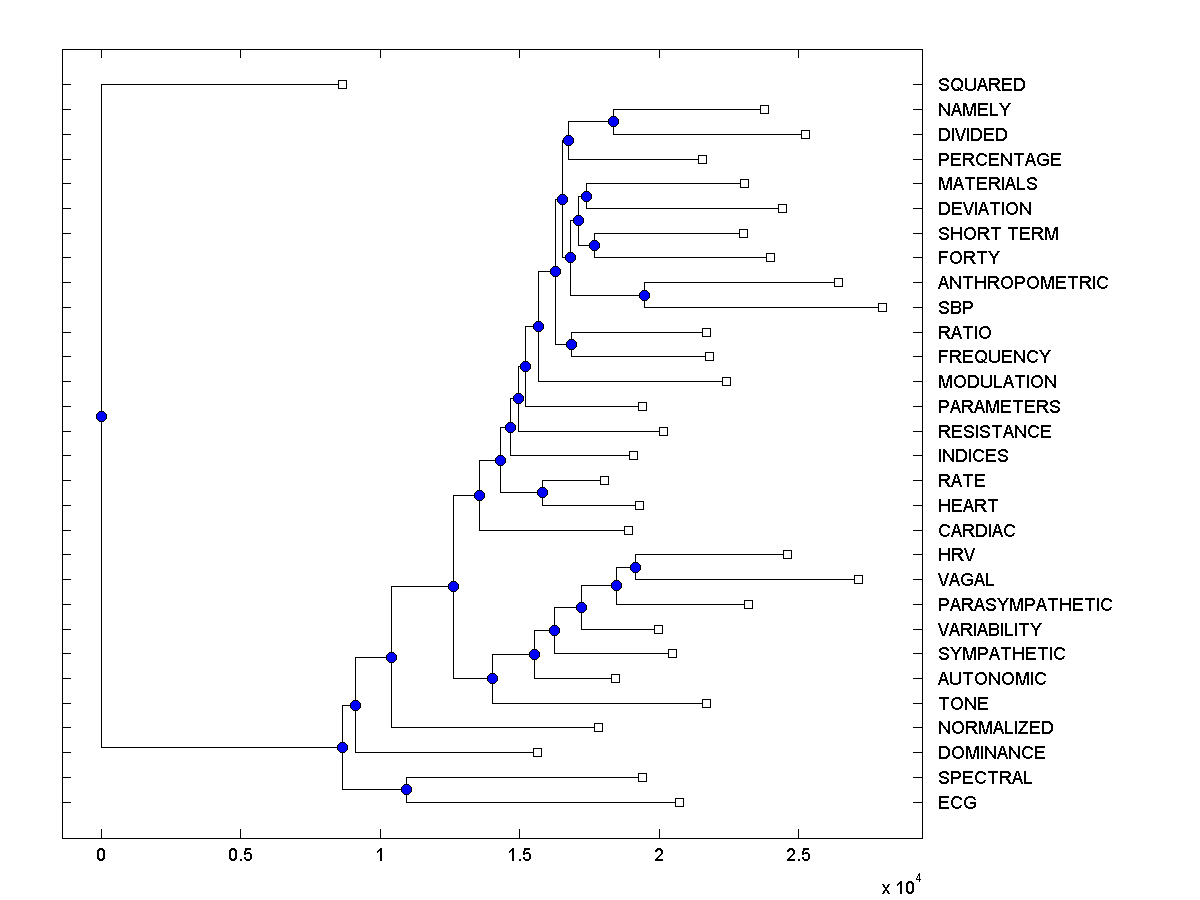 SQUARED
NAMELY
DIVIDED
PERCENTAGE
MATERIALS
DEVIATION
SHORT TERM
FORTY
ANTHROPOMETRIC
SBP
RATIO
FREQUENCY
MODULATION
PARAMETERS
RESISTANCE
INDICES
RATE
HEART
CARDIAC
HRV
VAGAL
PARASYMPATHETIC
VARIABILITY
SYMPATHETIC
AUTONOMIC
TONE
NORMALIZED
DOMINANCE
SPECTRAL
ECG
0 0.5 1 1.5 2 2.5
x 10^4